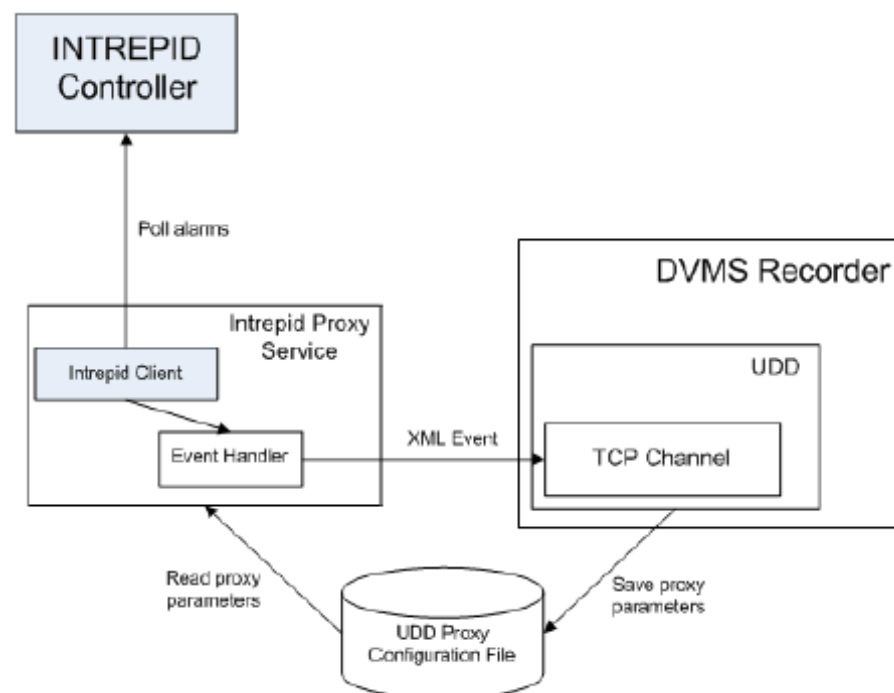 INTREPID
Controller
Poll alarms
DVMS Recorder
Intrepid Proxy
Service
UDD
Intrepid Client
XML Event
Event Handler
TCP Channel
Read proxy
parameters
Save proxy
parameters
UDD Proxy
Configuration File